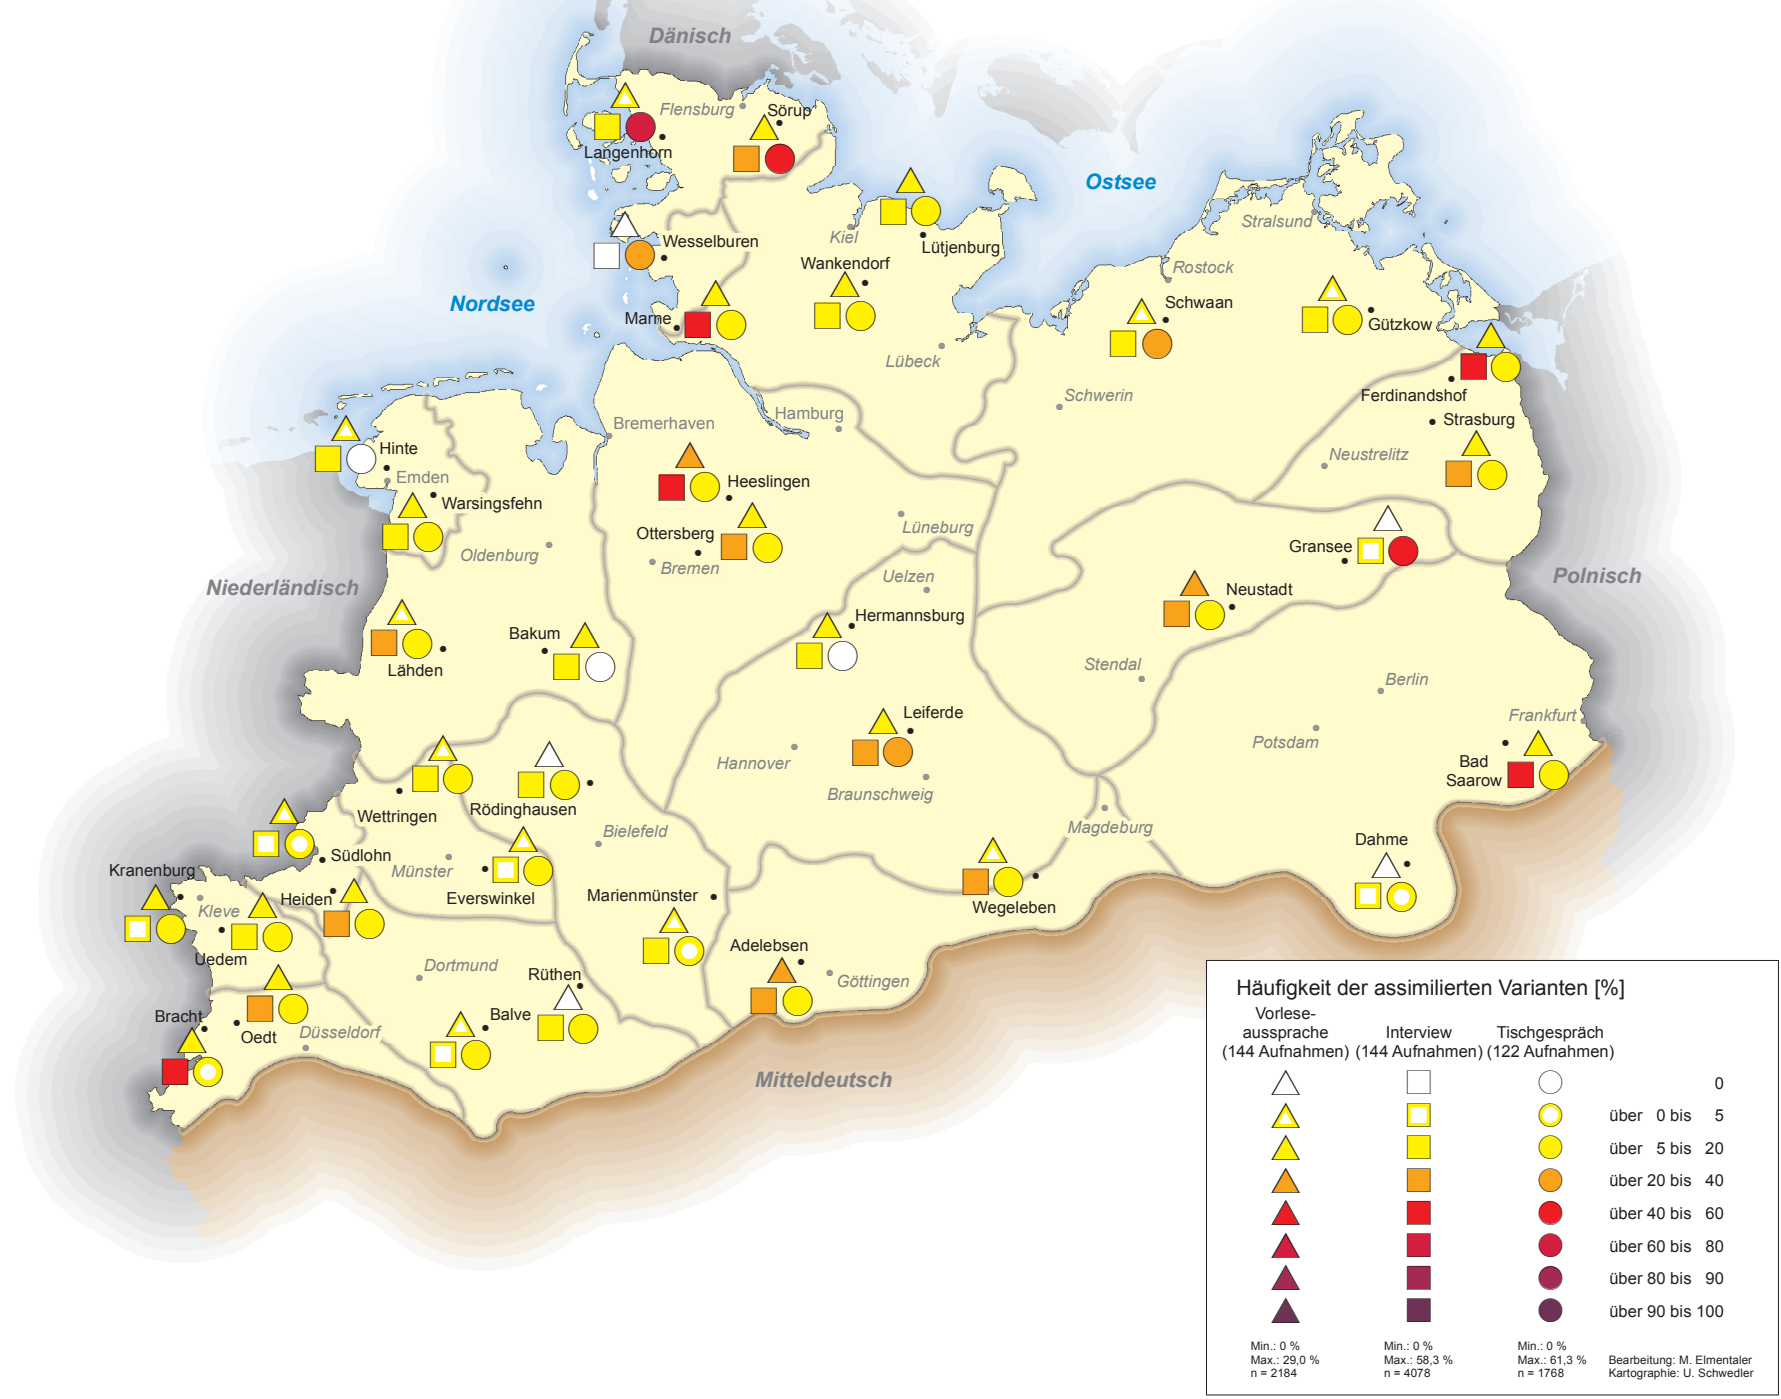 Dänisch
Flensburg
Sörup
Langenhorn
Ostsee
Stralsund
Kiel
Wesselburen
Lütjenburg
Wankendorf
Rostock
Nordsee
Schwaan
Marne
Gützkow
Lübeck
Schwerin
Ferdinandshof
Hamburg
Bremerhaven
Strasburg
Hinte
Neustrelitz
Emden
Heeslingen
Warsingsfehn
Lüneburg
Ottersberg
Gransee
Oldenburg
Bremen
Uelzen
Polnisch
Niederländisch
Neustadt
Hermannsburg
Bakum
Stendal
Lähden
Berlin
Leiferde
Frankfurt
Potsdam
Hannover
Bad
Saarow
Braunschweig
Rödinghausen
Wettringen
Bielefeld
Magdeburg
Dahme
Südlohn
Kranenburg
Münster
Everswinkel
Marienmünster
Heiden
Kleve
Wegeleben
Adelebsen
Uedem
Dortmund
Rüthen
Göttingen
Bracht
Balve
Oedt
Düsseldorf
Mitteldeutsch
Häufigkeit der assimilierten Varianten [%]
Vorlese-
aussprache Interview Tischgespräch
(144 Aufnahmen) (144 Aufnahmen) (122 Aufnahmen)
0
über 0 bis 5
über 5 bis 20
über 20 bis 40
über 40 bis 60
über 60 bis 80
über 80 bis 90
über 90 bis 100
Min.: 0 % Min.: 0 % Min.: 0 %
Max.: 29,0 % Max.: 58,3 % Max.: 61,3 % Bearbeitung: M. Elmentaler
n = 2184 n = 4078 n = 1768 Kartographie: U. Schwedler